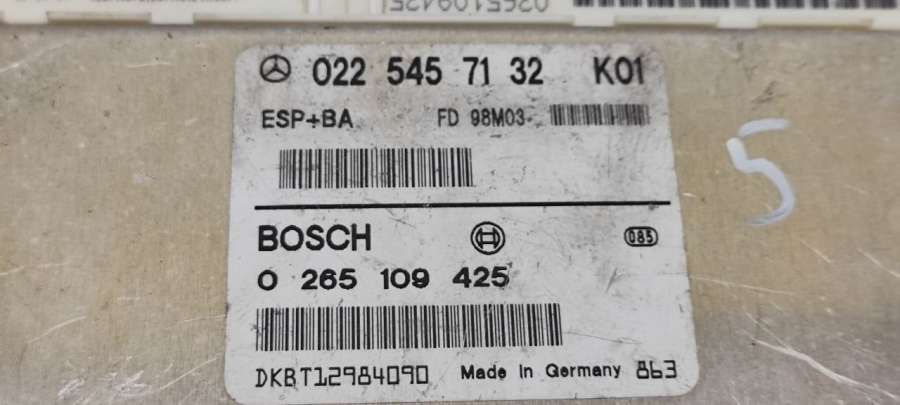 0265109425
022 545 71 32 K01
ESP+BA FD 98M03
BOSCH 085
0 265 109 425
DKBT12984090 Made In Germany 863
5